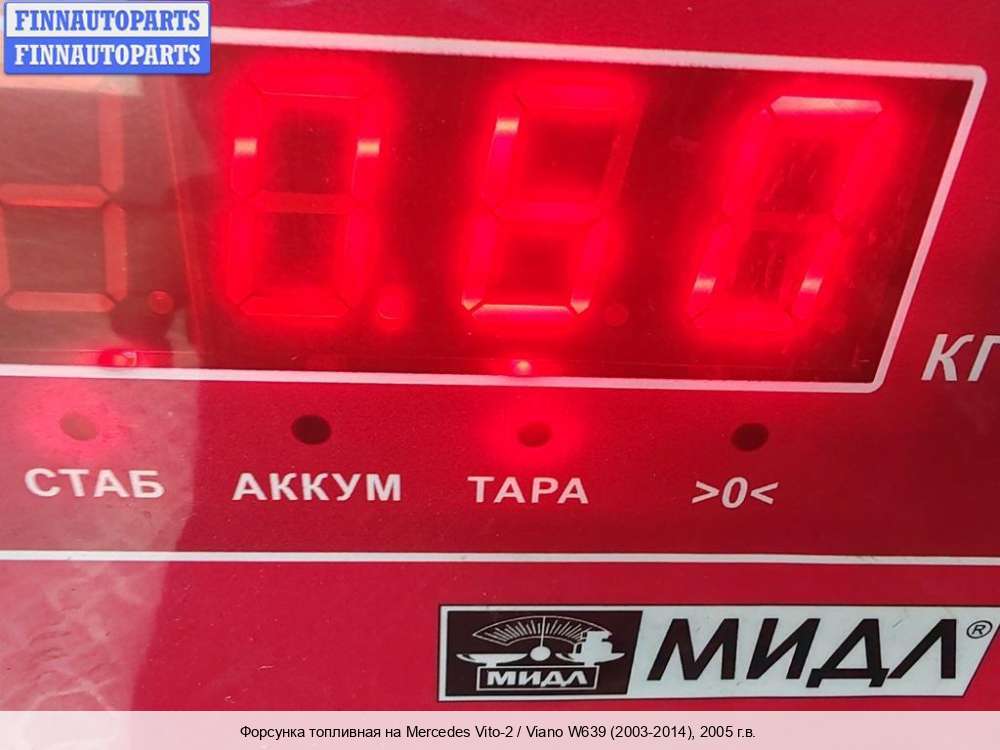 FINNAUTOPARTS
FINNAUTOPARTS
0.60
КГ
СТАБ АККУМ ТАРА >0<
МИДЛ МИДЛ®
Форсунка топливная на Mercedes Vito-2 / Viano W639 (2003-2014), 2005 г.в.